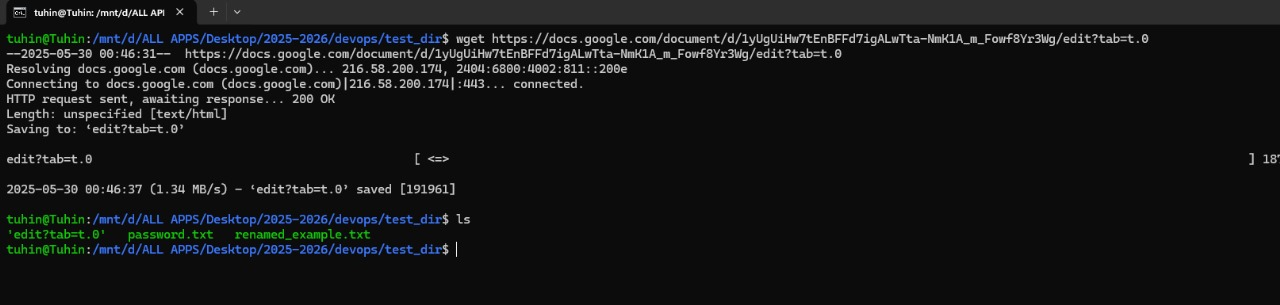 tuhin@Tuhin: /mnt/d/ALL API
tuhin@Tuhin:/mnt/d/ALL APPS/Desktop/2025-2026/devops/test_dir$ wget https://docs.google.com/document/d/1yUgUiHw7tEnBFFd7igALwTta-NmK1A_m_Fowf8Yr3Wg/edit?tab=t.0
--2025-05-30 00:46:31--  https://docs.google.com/document/d/1yUgUiHw7tEnBFFd7igALwTta-NmK1A_m_Fowf8Yr3Wg/edit?tab=t.0
Resolving docs.google.com (docs.google.com)... 216.58.200.174, 2404:6800:4002:811::200e
Connecting to docs.google.com (docs.google.com)|216.58.200.174|:443... connected.
HTTP request sent, awaiting response... 200 OK
Length: unspecified [text/html]
Saving to: ‘edit?tab=t.0’
edit?tab=t.0 [ <=> ] 187
2025-05-30 00:46:37 (1.34 MB/s) - ‘edit?tab=t.0’ saved [191961]
tuhin@Tuhin:/mnt/d/ALL APPS/Desktop/2025-2026/devops/test_dir$ ls
'edit?tab=t.0'   password.txt   renamed_example.txt
tuhin@Tuhin:/mnt/d/ALL APPS/Desktop/2025-2026/devops/test_dir$